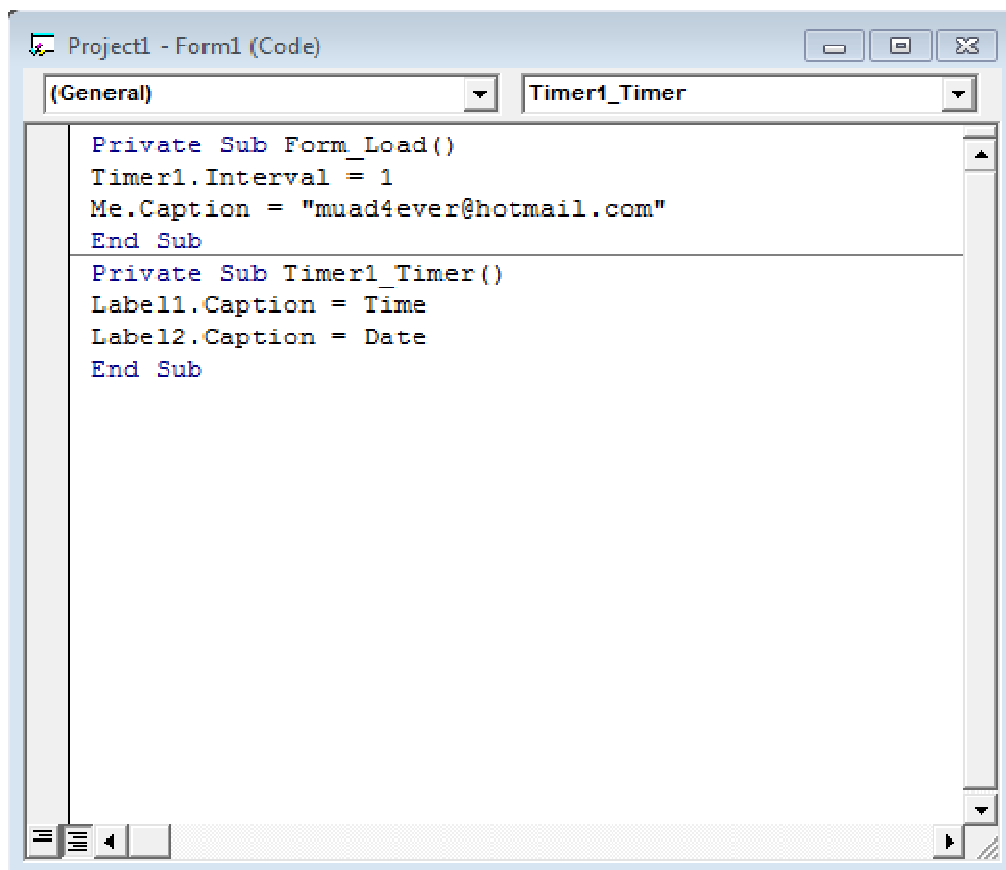 Project1 - Form1 (Code)
(General) Timer1_Timer
Private Sub Form_Load()
Timer1.Interval = 1
Me.Caption = "muad4ever@hotmail.com"
End Sub
Private Sub Timer1_Timer()
Label1.Caption = Time
Label2.Caption = Date
End Sub